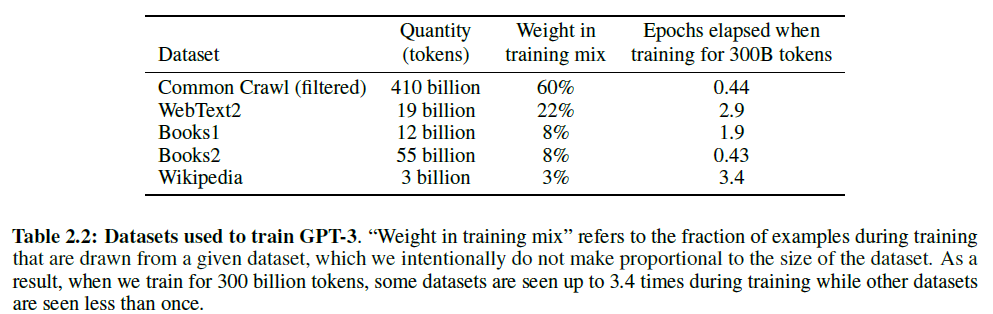 Dataset Quantity (tokens) Weight in training mix Epochs elapsed when training for 300B tokens
Common Crawl (filtered) 410 billion 60% 0.44
WebText2 19 billion 22% 2.9
Books1 12 billion 8% 1.9
Books2 55 billion 8% 0.43
Wikipedia 3 billion 3% 3.4
Table 2.2: Datasets used to train GPT-3. “Weight in training mix” refers to the fraction of examples during training
that are drawn from a given dataset, which we intentionally do not make proportional to the size of the dataset. As a
result, when we train for 300 billion tokens, some datasets are seen up to 3.4 times during training while other datasets
are seen less than once.